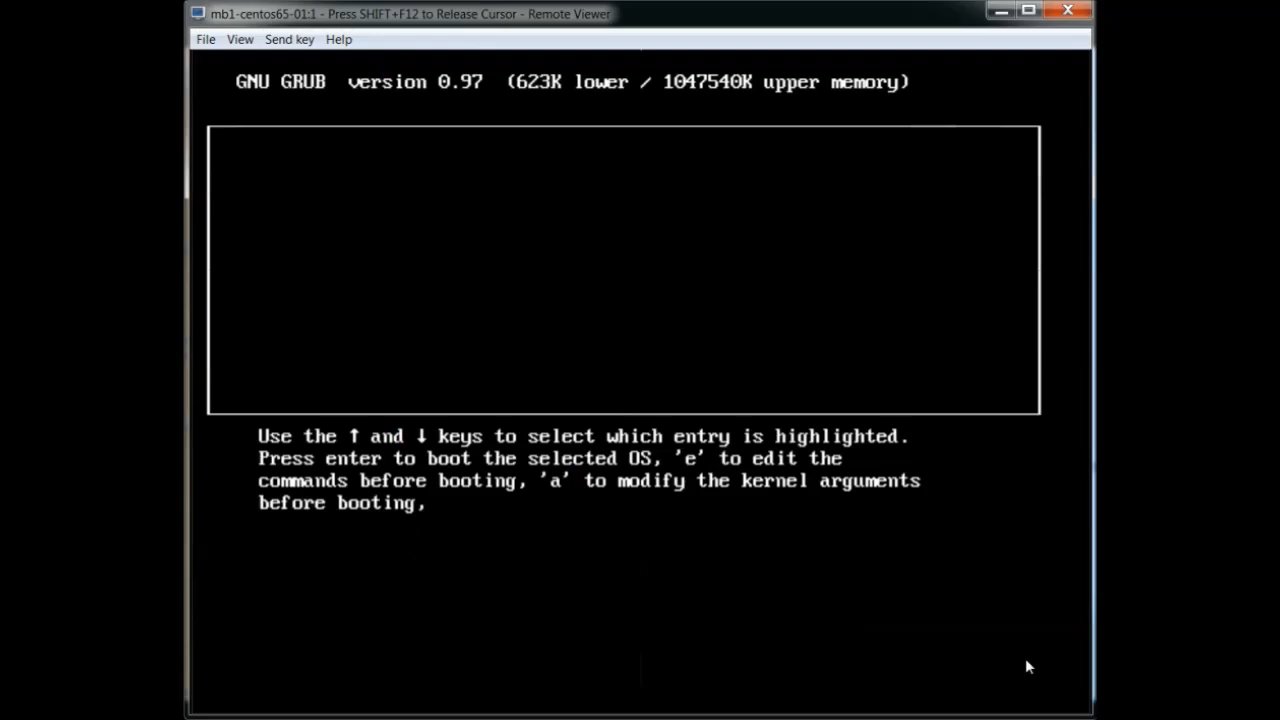 mb1-centos65-01:1 - Press SHIFT+F12 to Release Cursor - Remote Viewer
File View Send key Help
GNU GRUB version 0.97 (623K lower / 1047540K upper memory)
Use the ↑ and ↓ keys to select which entry is highlighted.
Press enter to boot the selected OS, 'e' to edit the
commands before booting, 'a' to modify the kernel arguments
before booting,